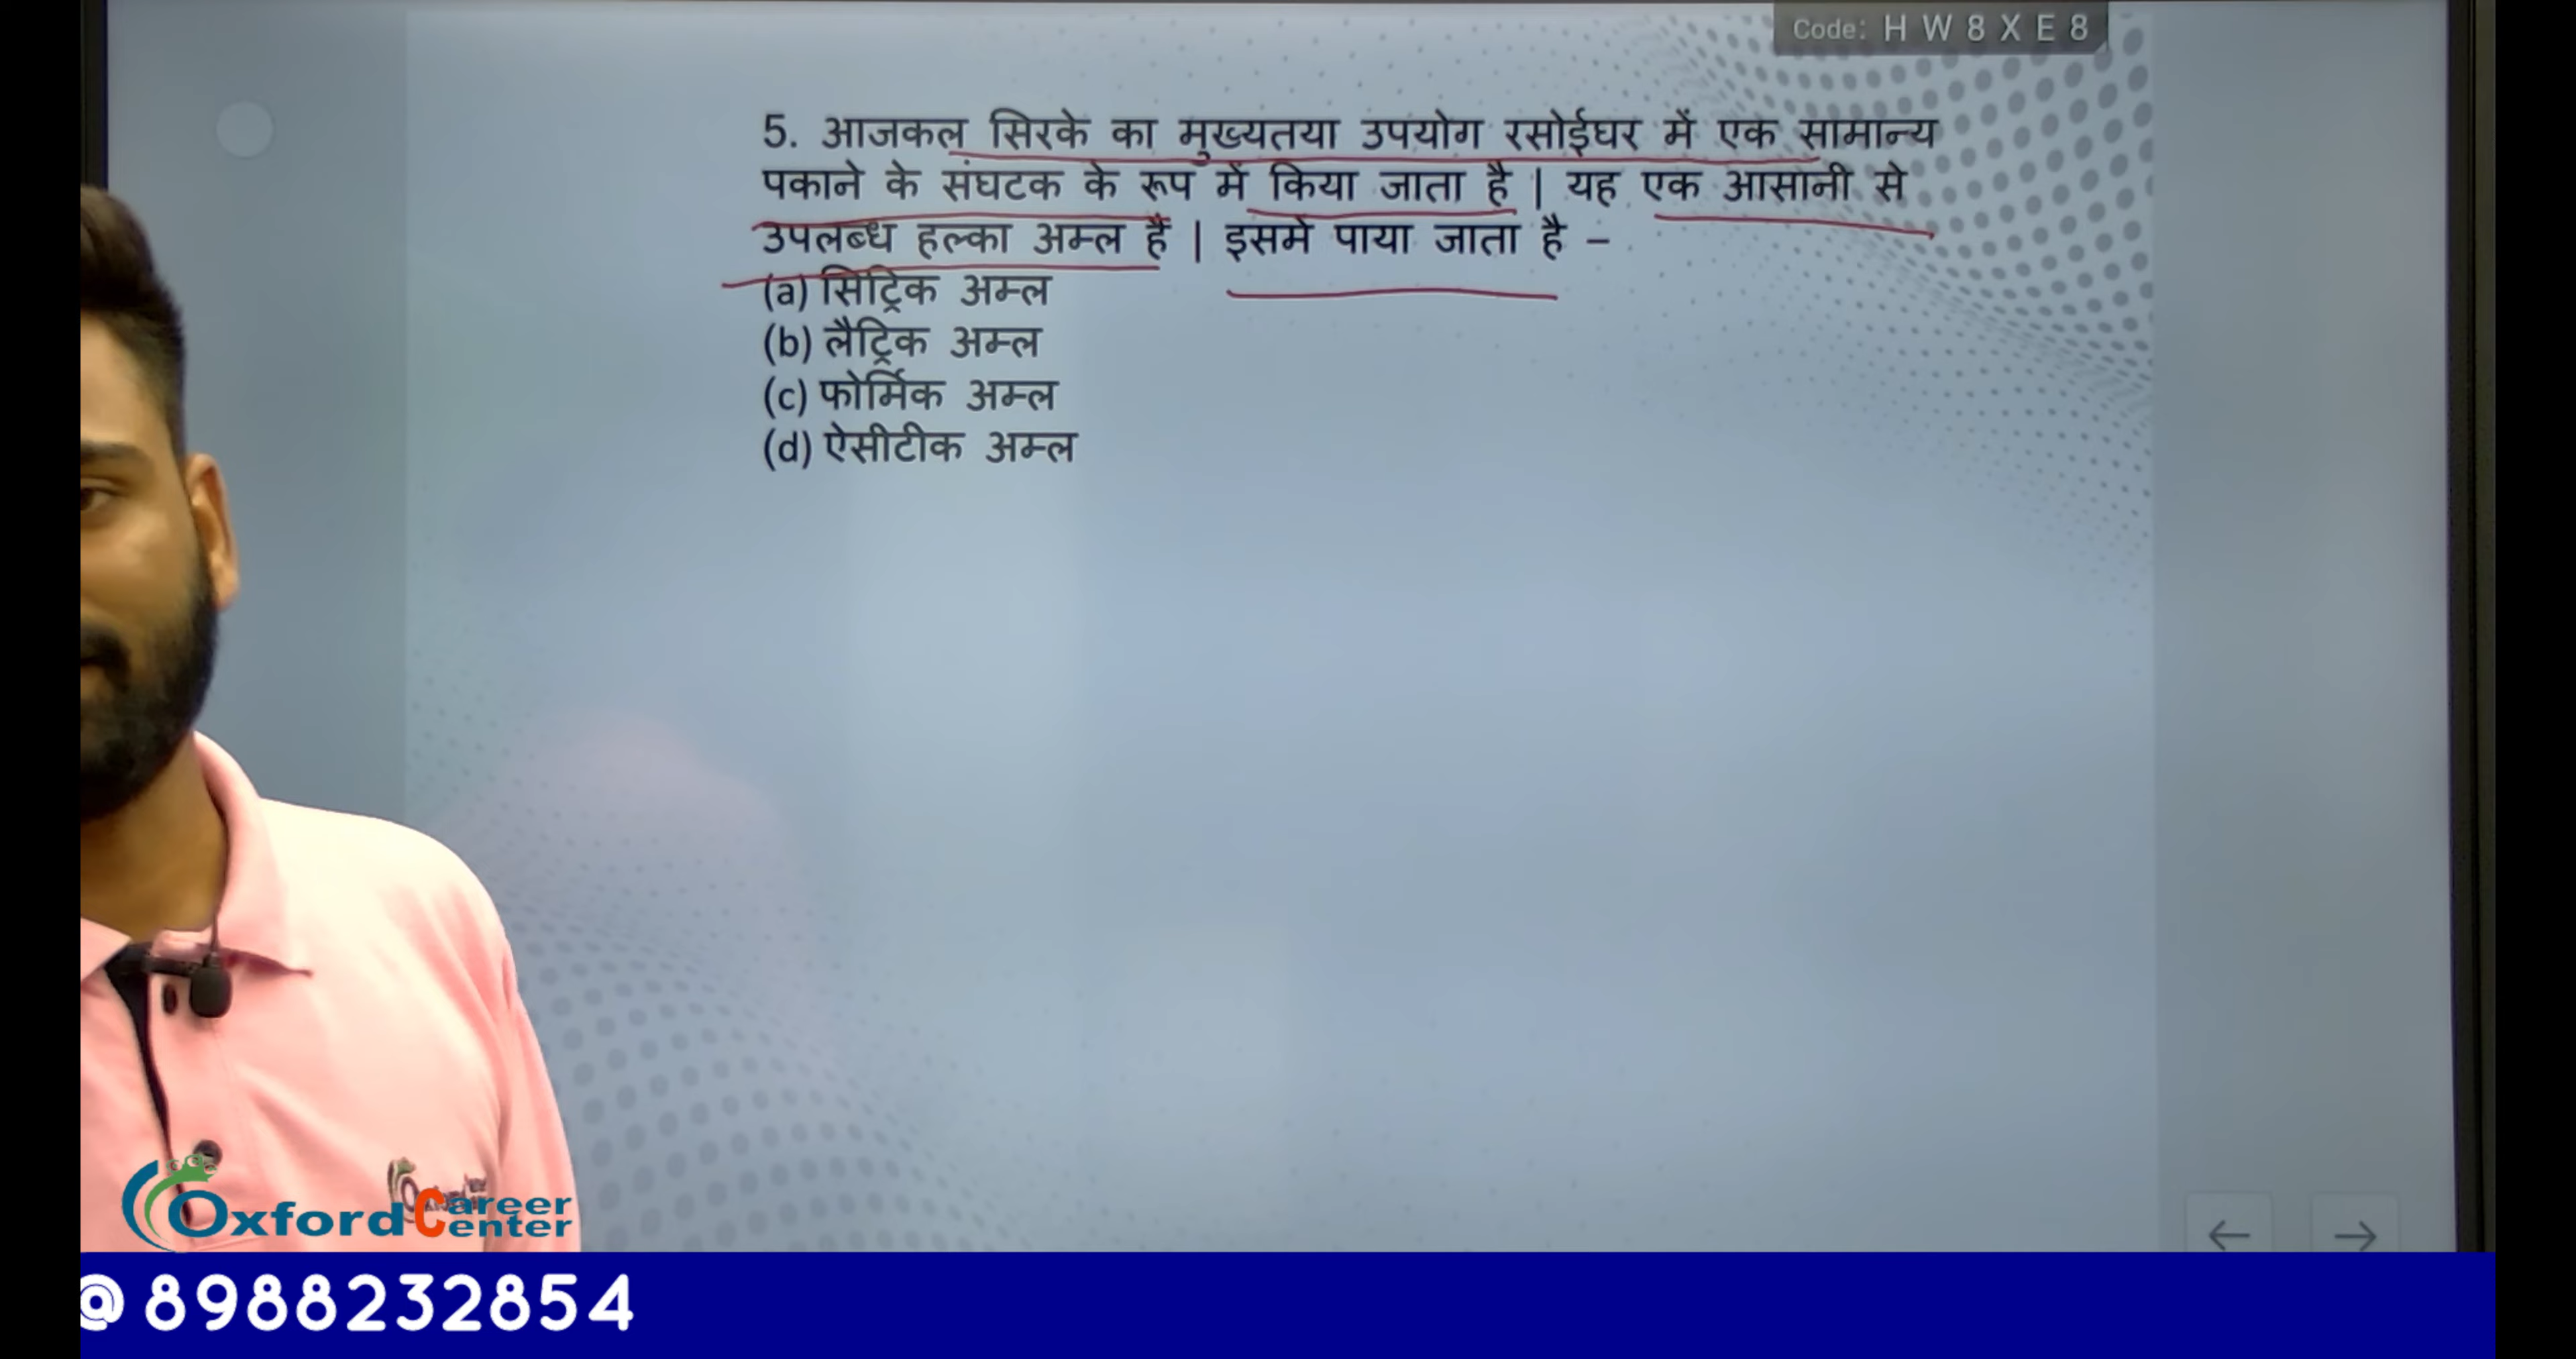 Code: H W 8 X E 8
5. आजकल सिरके का मुख्यतया उपयोग रसोईघर में एक सामान्य
पकाने के संघटक के रूप में किया जाता है | यह एक आसानी से
उपलब्ध हल्का अम्ल है | इसमे पाया जाता है –
(a) सिट्रिक अम्ल
(b) लैट्रिक अम्ल
(c) फोर्मिक अम्ल
(d) ऐसीटीक अम्ल
Oxford Career Center
@ 8988232854